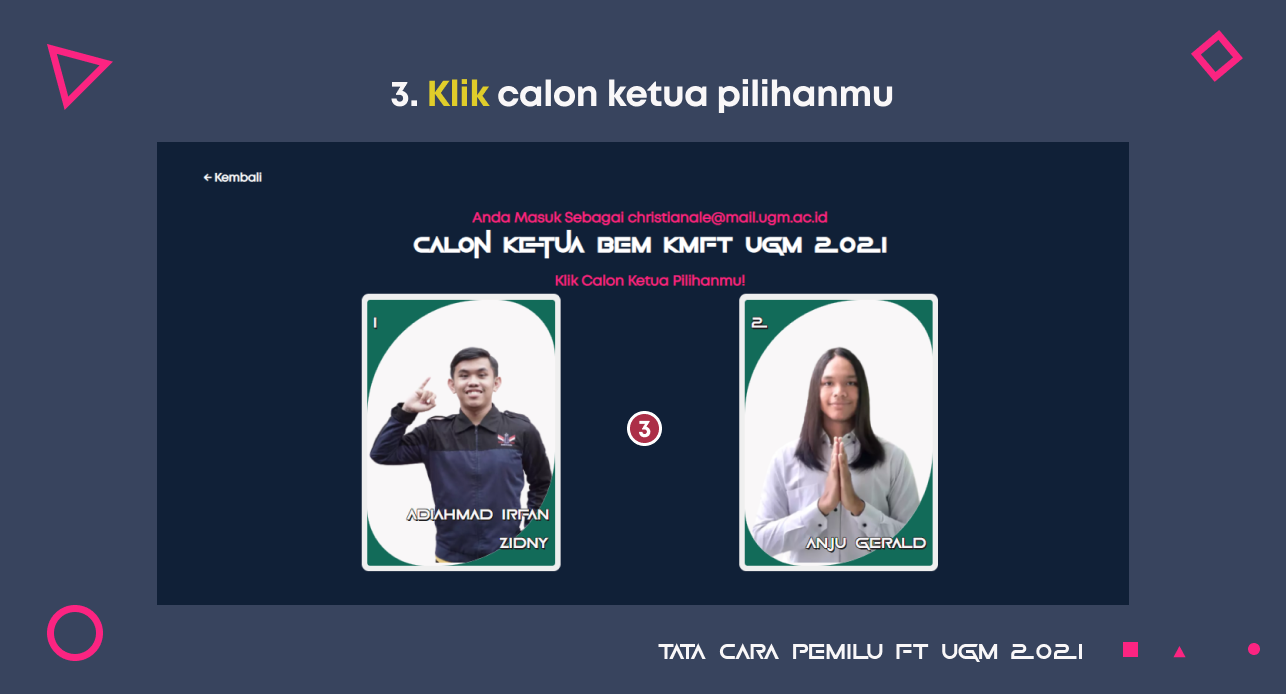 3. Klik calon ketua pilihanmu
← Kembali
Anda Masuk Sebagai christianale@mail.ugm.ac.id
CALON KETUA BEM KMFT UGM 2021
Klik Calon Ketua Pilihanmu!
1
ADIAHMAD IRFAN
ZIDNY
3
2
ANJU GERALD
TATA CARA PEMILU FT UGM 2021